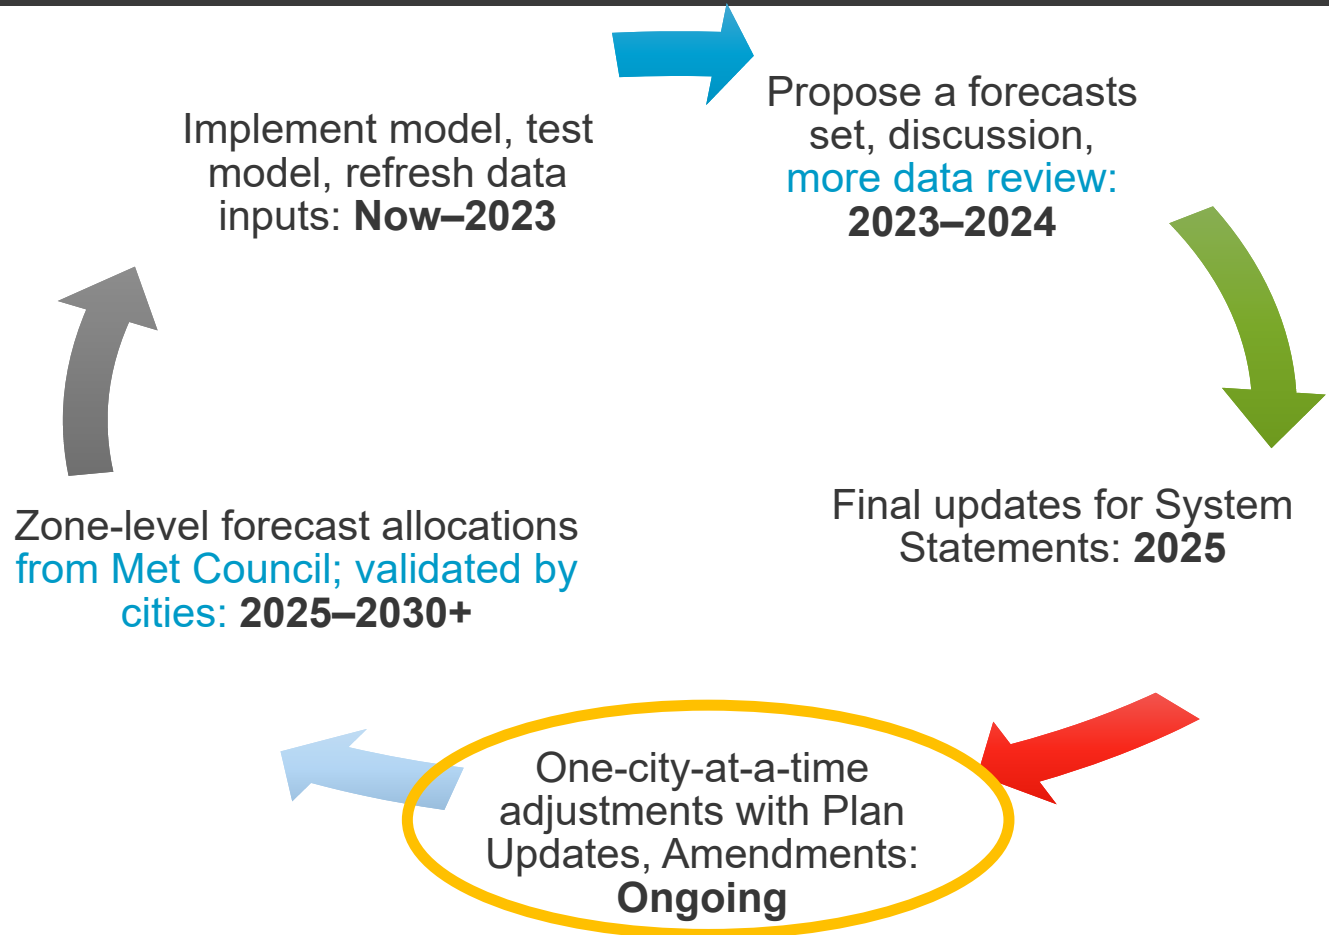 Implement model, test
model, refresh data
inputs: Now–2023
Propose a forecasts
set, discussion,
more data review:
2023–2024
Final updates for System
Statements: 2025
One-city-at-a-time
adjustments with Plan
Updates, Amendments:
Ongoing
Zone-level forecast allocations
from Met Council; validated by
cities: 2025–2030+